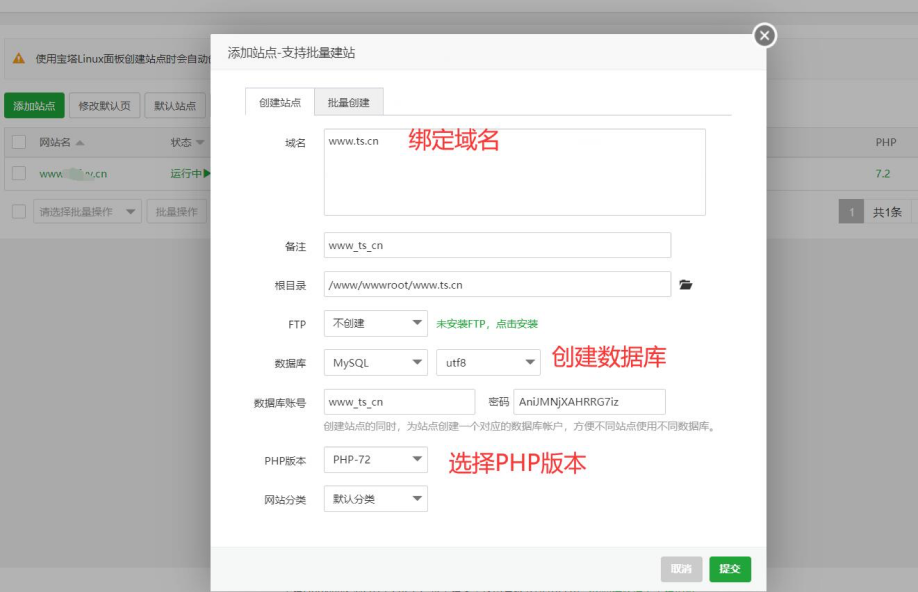 添加站点-支持批量建站
使用宝塔Linux面板创建站点时会自动
添加站点 修改默认页 默认站点
创建站点 批量创建
网站名 状态 PHP
域名 www.ts.cn 绑定域名
www .cn 运行中 7.2
请选择批量操作 批量操作 1 共1条
备注 www_ts_cn
根目录 /www/wwwroot/www.ts.cn
FTP 不创建 未安装FTP，点击安装
数据库 MySQL utf8 创建数据库
数据库账号 www_ts_cn 密码 AniJMNjXAHRRG7iz
创建站点的同时，为站点创建一个对应的数据库帐户，方便不同站点使用不同数据库。
PHP版本 PHP-72 选择PHP版本
网站分类 默认分类
取消 提交